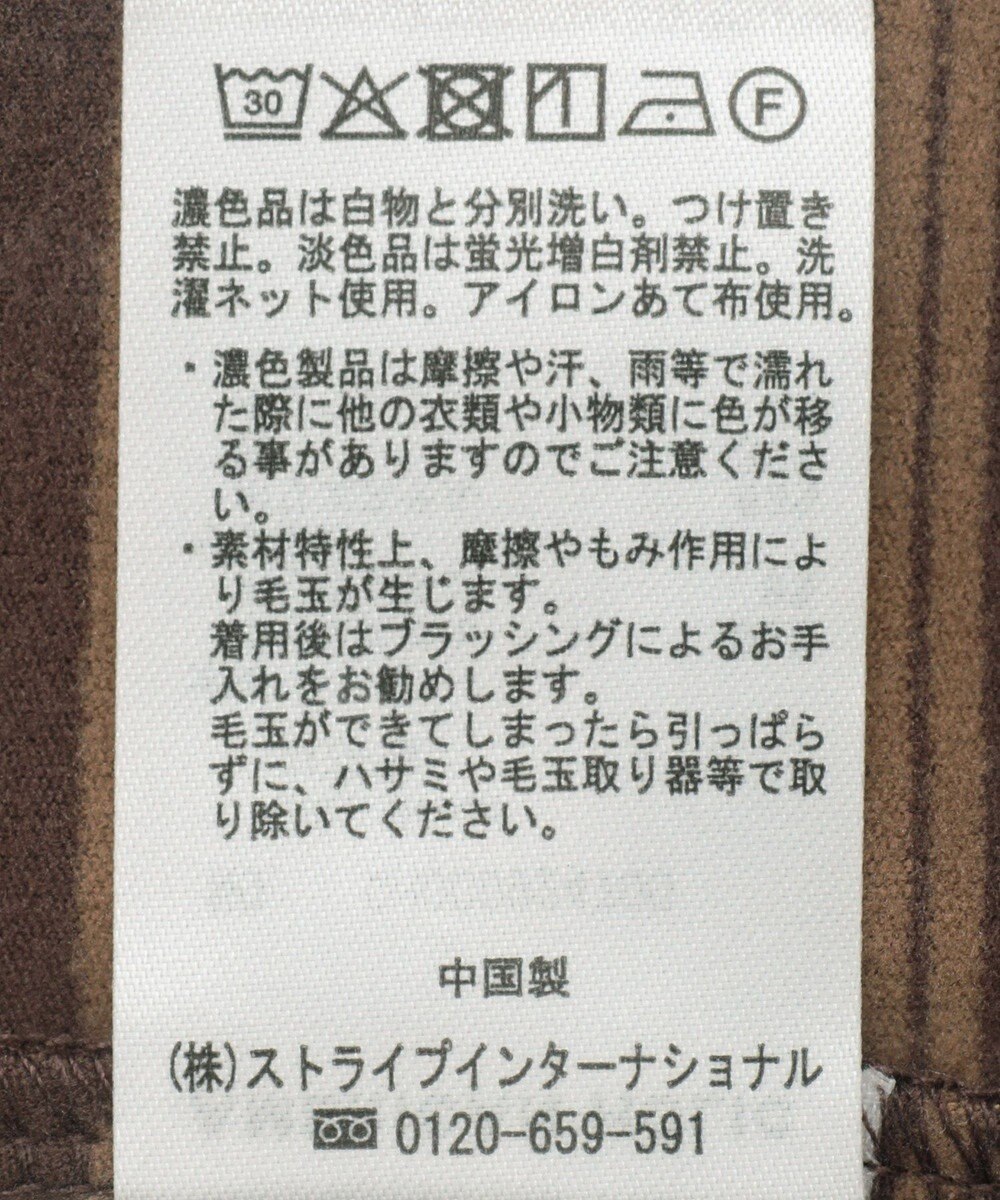 30 F
濃色品は白物と分別洗い。つけ置き
禁止。淡色品は蛍光増白剤禁止。洗
濯ネット使用。アイロンあて布使用。
・濃色製品は摩擦や汗、雨等で濡れ
た際に他の衣類や小物類に色が移
る事がありますのでご注意くださ
い。
・素材特性上、摩擦やもみ作用によ
り毛玉が生じます。
着用後はブラッシングによるお手
入れをお勧めします。
毛玉ができてしまったら引っぱら
ずに、ハサミや毛玉取り器等で取
り除いてください。
中国製
(株)ストライプインターナショナル
0120-659-591